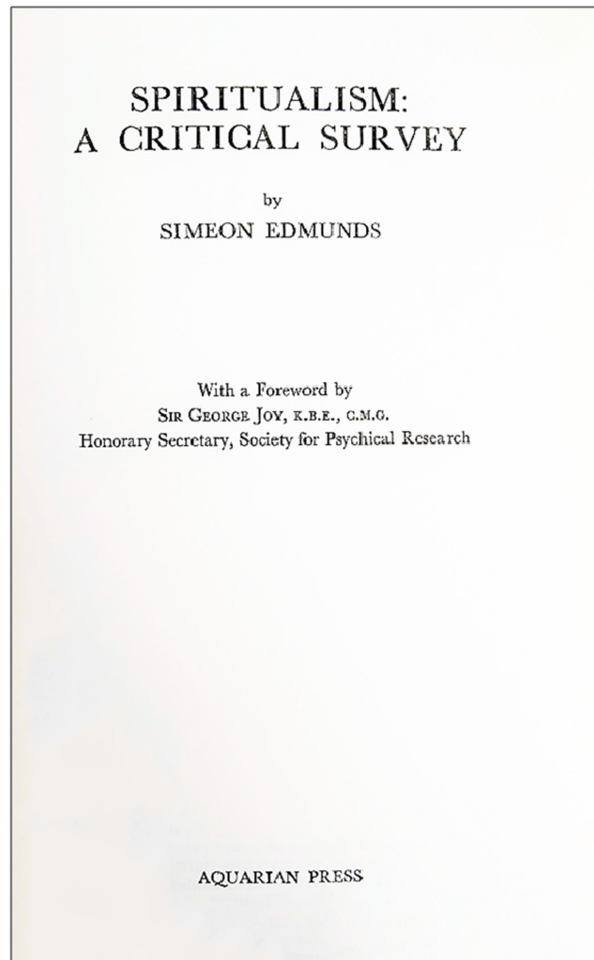 SPIRITUALISM:
A CRITICAL SURVEY
by
SIMEON EDMUNDS
With a Foreword by
SIR GEORGE JOY, K.B.E., C.M.G.
Honorary Secretary, Society for Psychical Research
AQUARIAN PRESS